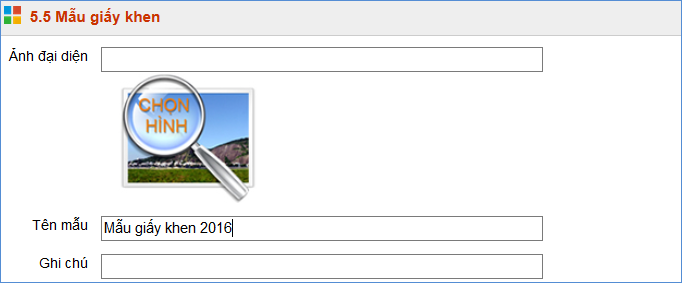 5.5 Mẫu giấy khen
Ảnh đại diện
CHỌN
HÌNH
Tên mẫu Mẫu giấy khen 2016
Ghi chú